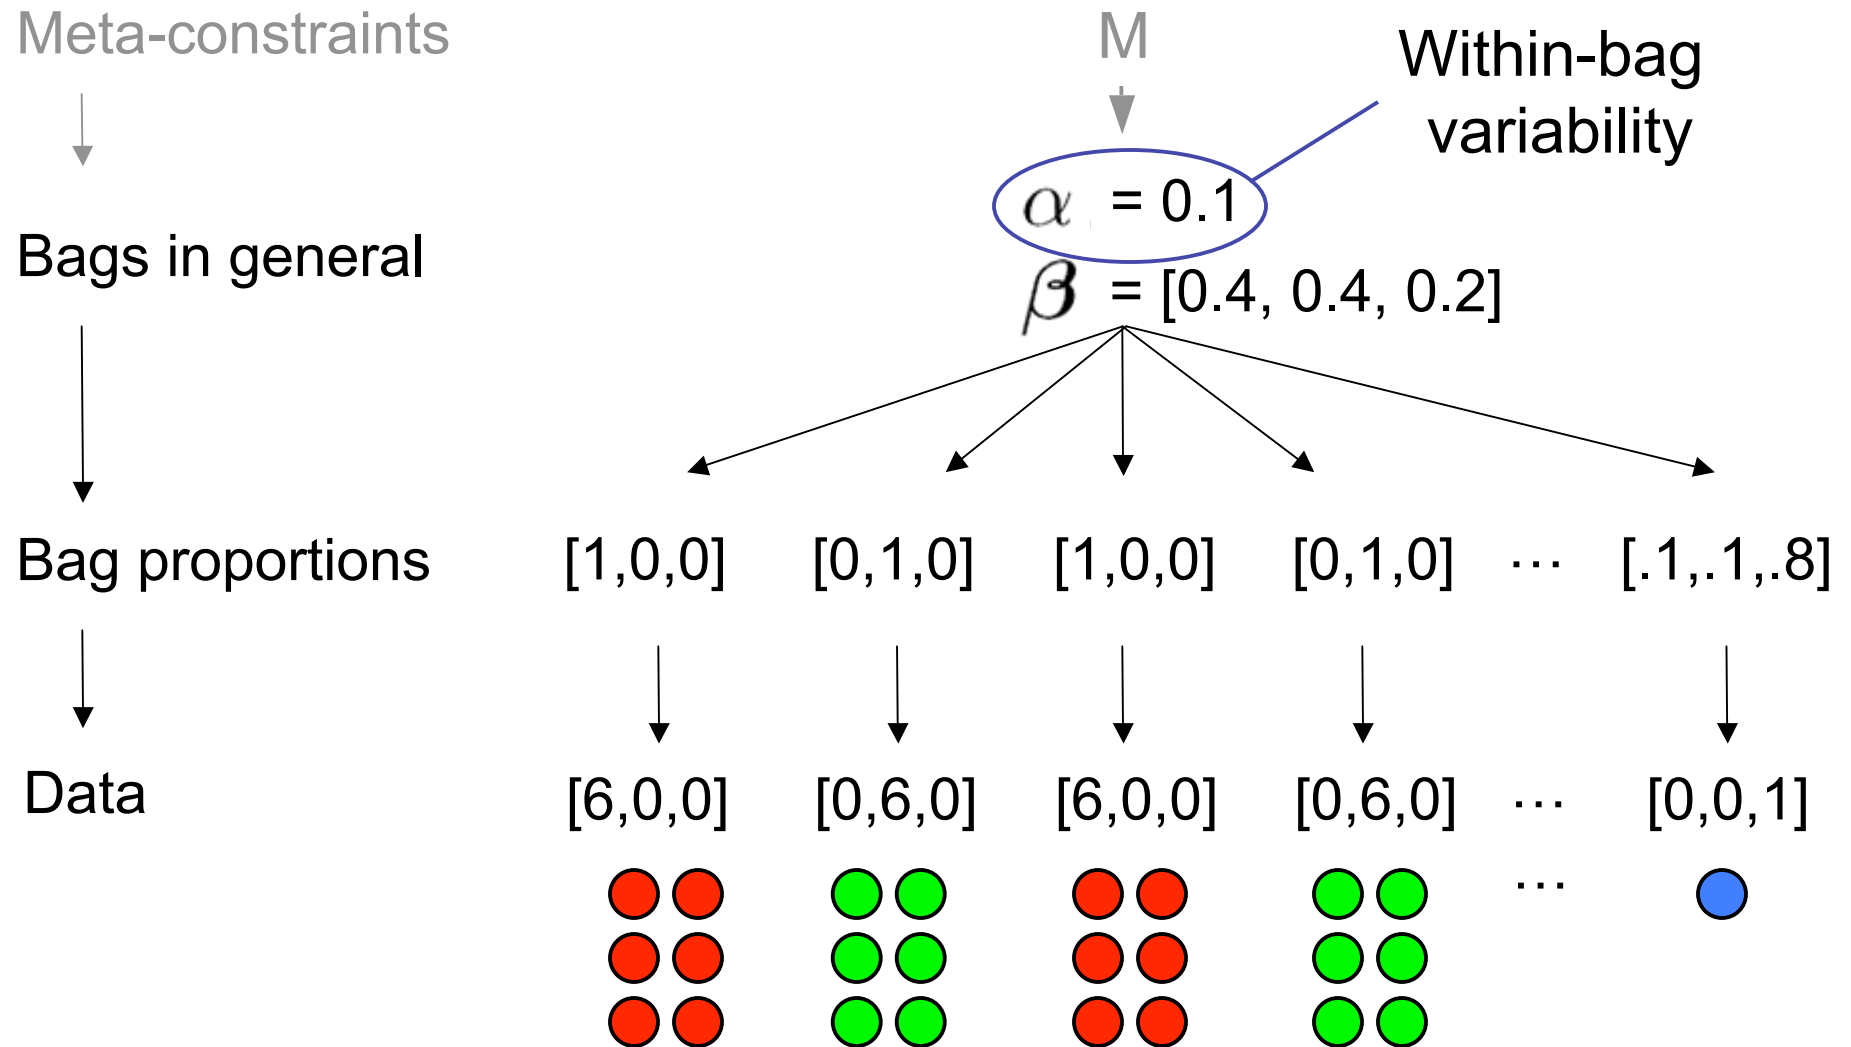 Meta-constraints
M
Within-bag
variability
α = 0.1
Bags in general
β = [0.4, 0.4, 0.2]
Bag proportions
[1,0,0] [0,1,0] [1,0,0] [0,1,0] ... [.1,.1,.8]
Data
[6,0,0] [0,6,0] [6,0,0] [0,6,0] ... [0,0,1]
...